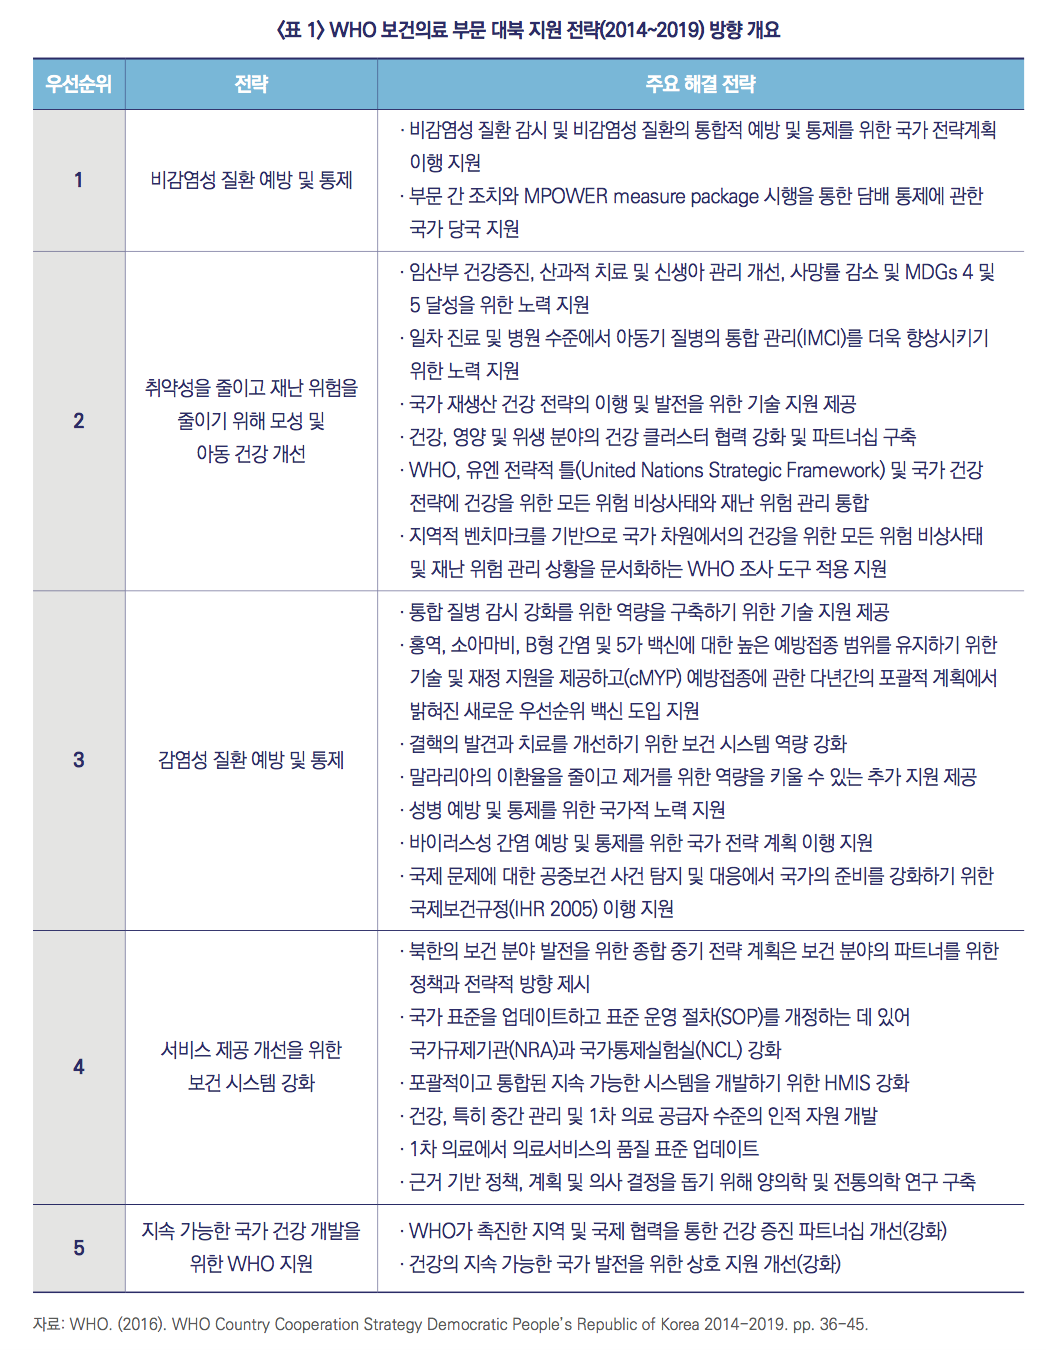 <표 1> WHO 보건의료 부문 대북 지원 전략(2014~2019) 방향 개요
우선순위 전략 주요 해결 전략
1
비감염성 질환 예방 및 통제
· 비감염성 질환 감시 및 비감염성 질환의 통합적 예방 및 통제를 위한 국가 전략계획
이행 지원
· 부문 간 조치와 MPOWER measure package 시행을 통한 담배 통제에 관한
국가 당국 지원
2
취약성을 줄이고 재난 위험을
줄이기 위해 모성 및
아동 건강 개선
· 임산부 건강증진, 산과적 치료 및 신생아 관리 개선, 사망률 감소 및 MDGs 4 및
5 달성을 위한 노력 지원
· 일차 진료 및 병원 수준에서 아동기 질병의 통합 관리(IMCI)를 더욱 향상시키기
위한 노력 지원
· 국가 재생산 건강 전략의 이행 및 발전을 위한 기술 지원 제공
· 건강, 영양 및 위생 분야의 건강 클러스터 협력 강화 및 파트너십 구축
· WHO, 유엔 전략적 틀(United Nations Strategic Framework) 및 국가 건강
전략에 건강을 위한 모든 위험 비상사태와 재난 위험 관리 통합
· 지역적 벤치마크를 기반으로 국가 차원에서의 건강을 위한 모든 위험 비상사태
및 재난 위험 관리 상황을 문서화하는 WHO 조사 도구 적용 지원
3
감염성 질환 예방 및 통제
· 통합 질병 감시 강화를 위한 역량을 구축하기 위한 기술 지원 제공
· 홍역, 소아마비, B형 간염 및 5가 백신에 대한 높은 예방접종 범위를 유지하기 위한
기술 및 재정 지원을 제공하고(cMYP) 예방접종에 관한 다년간의 포괄적 계획에서
밝혀진 새로운 우선순위 백신 도입 지원
· 결핵의 발견과 치료를 개선하기 위한 보건 시스템 역량 강화
· 말라리아의 이환율을 줄이고 제거를 위한 역량을 키울 수 있는 추가 지원 제공
· 성병 예방 및 통제를 위한 국가적 노력 지원
· 바이러스성 간염 예방 및 통제를 위한 국가 전략 계획 이행 지원
· 국제 문제에 대한 공중보건 사건 탐지 및 대응에서 국가의 준비를 강화하기 위한
국제보건규정(IHR 2005) 이행 지원
4
서비스 제공 개선을 위한
보건 시스템 강화
· 북한의 보건 분야 발전을 위한 종합 중기 전략 계획은 보건 분야의 파트너를 위한
정책과 전략적 방향 제시
· 국가 표준을 업데이트하고 표준 운영 절차(SOP)를 개정하는 데 있어
국가규제기관(NRA)과 국가통제실험실(NCL) 강화
· 포괄적이고 통합된 지속 가능한 시스템을 개발하기 위한 HMIS 강화
· 건강, 특히 중간 관리 및 1차 의료 공급자 수준의 인적 자원 개발
· 1차 의료에서 의료서비스의 품질 표준 업데이트
· 근거 기반 정책, 계획 및 의사 결정을 돕기 위해 양의학 및 전통의학 연구 구축
5
지속 가능한 국가 건강 개발을
위한 WHO 지원
· WHO가 촉진한 지역 및 국제 협력을 통한 건강 증진 파트너십 개선(강화)
· 건강의 지속 가능한 국가 발전을 위한 상호 지원 개선(강화)
자료: WHO. (2016). WHO Country Cooperation Strategy Democratic People's Republic of Korea 2014-2019. pp. 36-45.